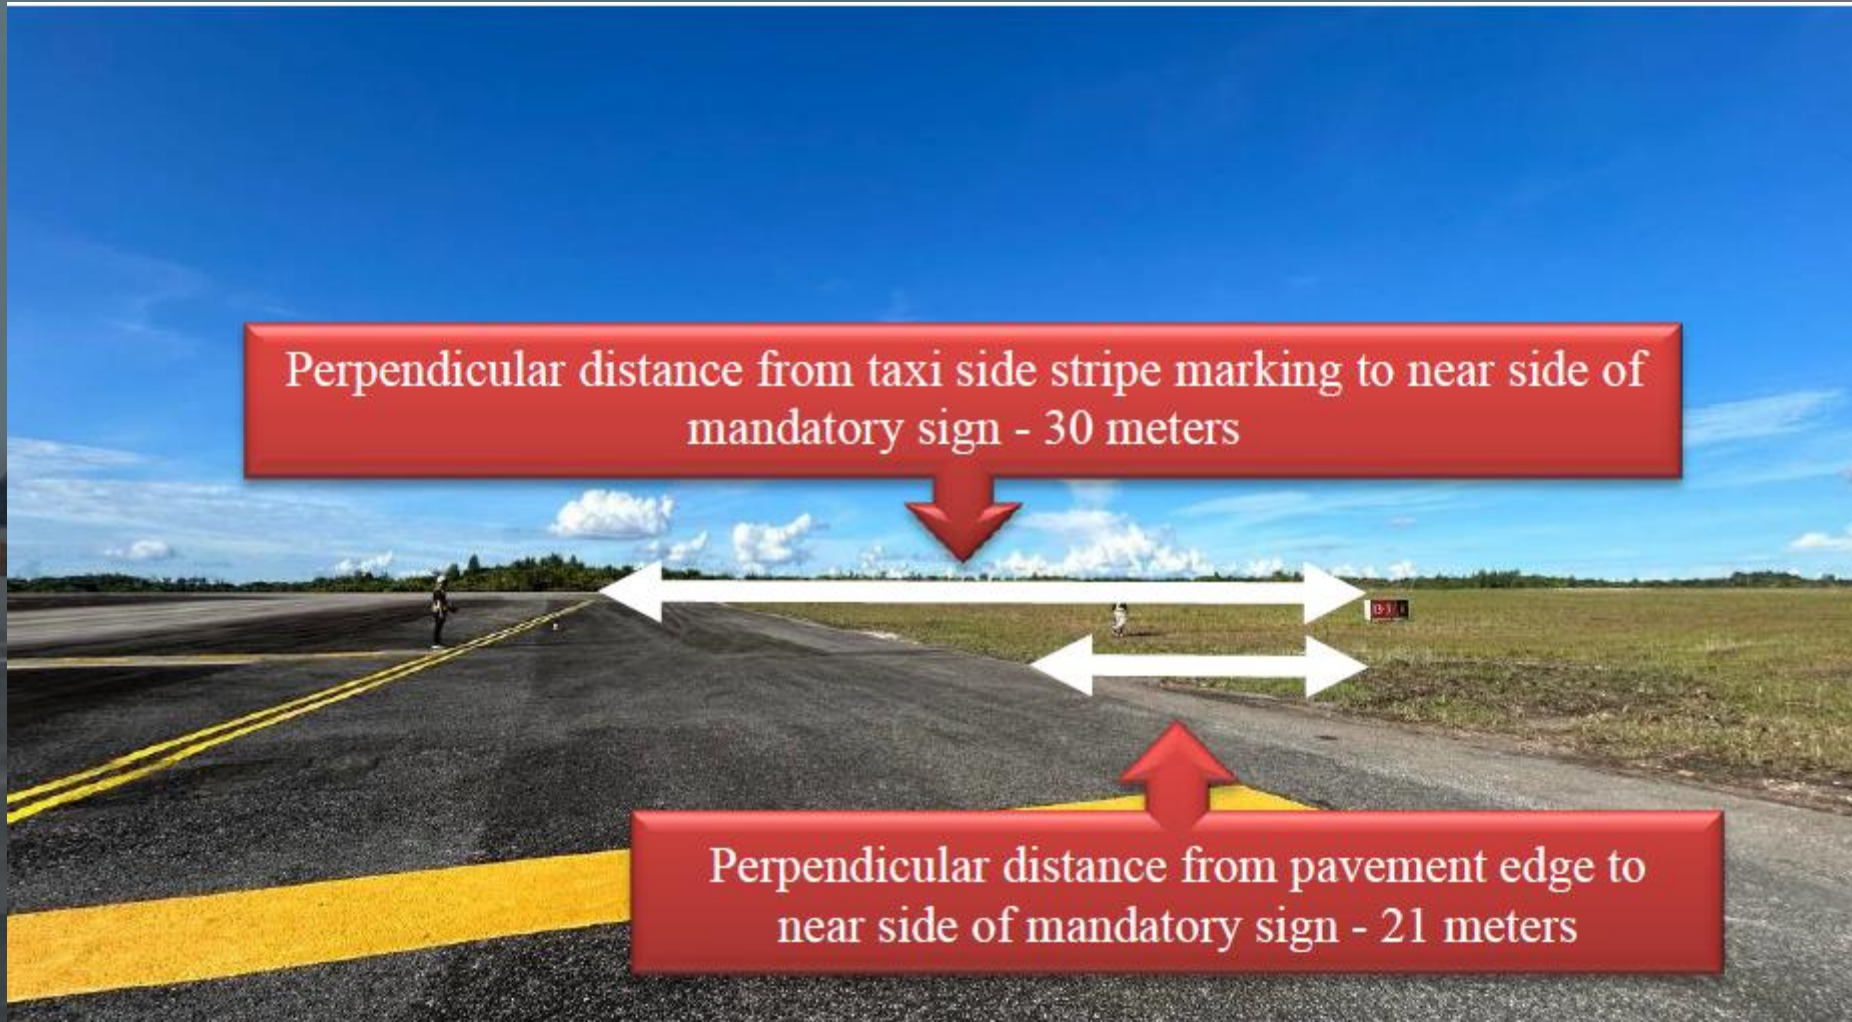 Perpendicular distance from taxi side stripe marking to near side of
mandatory sign - 30 meters
Perpendicular distance from pavement edge to
near side of mandatory sign - 21 meters